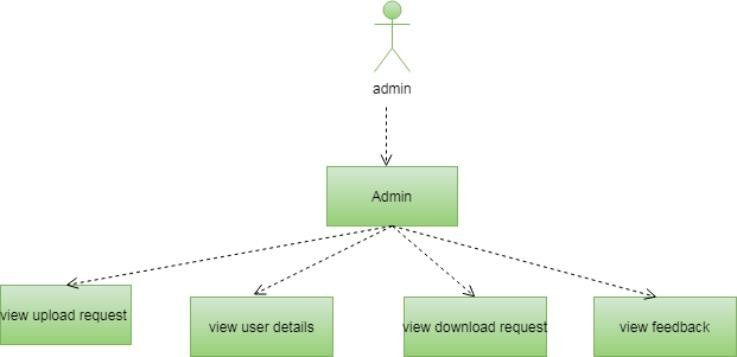 admin
Admin
view upload request
view user details
view download request
view feedback